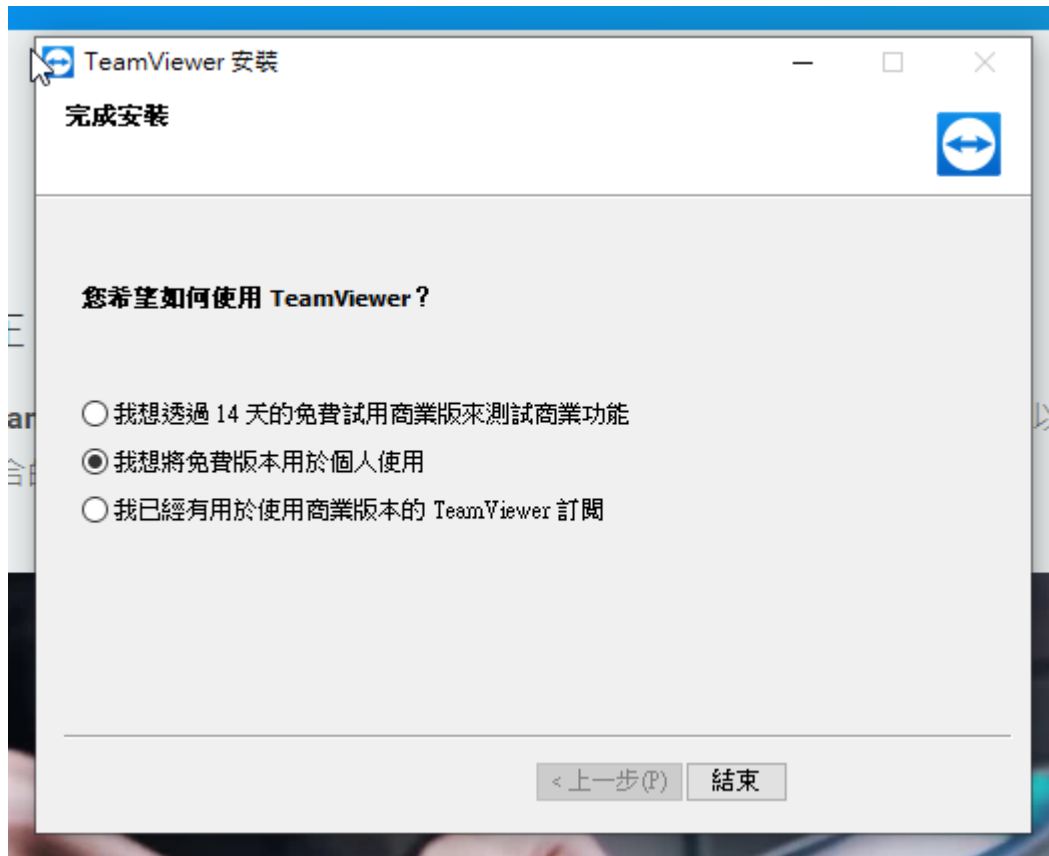 TeamViewer 安裝
完成安裝
您希望如何使用 TeamViewer？
我想透過 14 天的免費試用商業版來測試商業功能
我想將免費版本用於個人使用
我已經有用於使用商業版本的 TeamViewer 訂閱
< 上一步(P)
結束